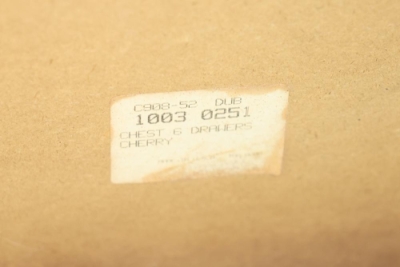 C908-52 DUB
1003 0251
CHEST 6 DRAWERS
CHERRY